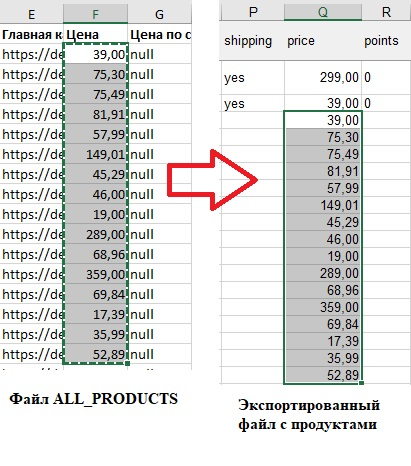 E F G
Главная к Цена Цена по с
https://de 39,00 null
https://de 75,30 null
https://de 75,49 null
https://de 81,91 null
https://de 57,99 null
https://de 149,01 null
https://de 45,29 null
https://de 46,00 null
https://de 19,00 null
https://de 289,00 null
https://de 68,96 null
https://de 359,00 null
https://de 69,84 null
https://de 17,39 null
https://de 35,99 null
https://de 52,89 null
Файл ALL_PRODUCTS
P Q R
shipping price points
yes 299,00 0
yes 39,00 0
39,00
75,30
75,49
81,91
57,99
149,01
45,29
46,00
19,00
289,00
68,96
359,00
69,84
17,39
35,99
52,89
Экспортированный
файл с продуктами